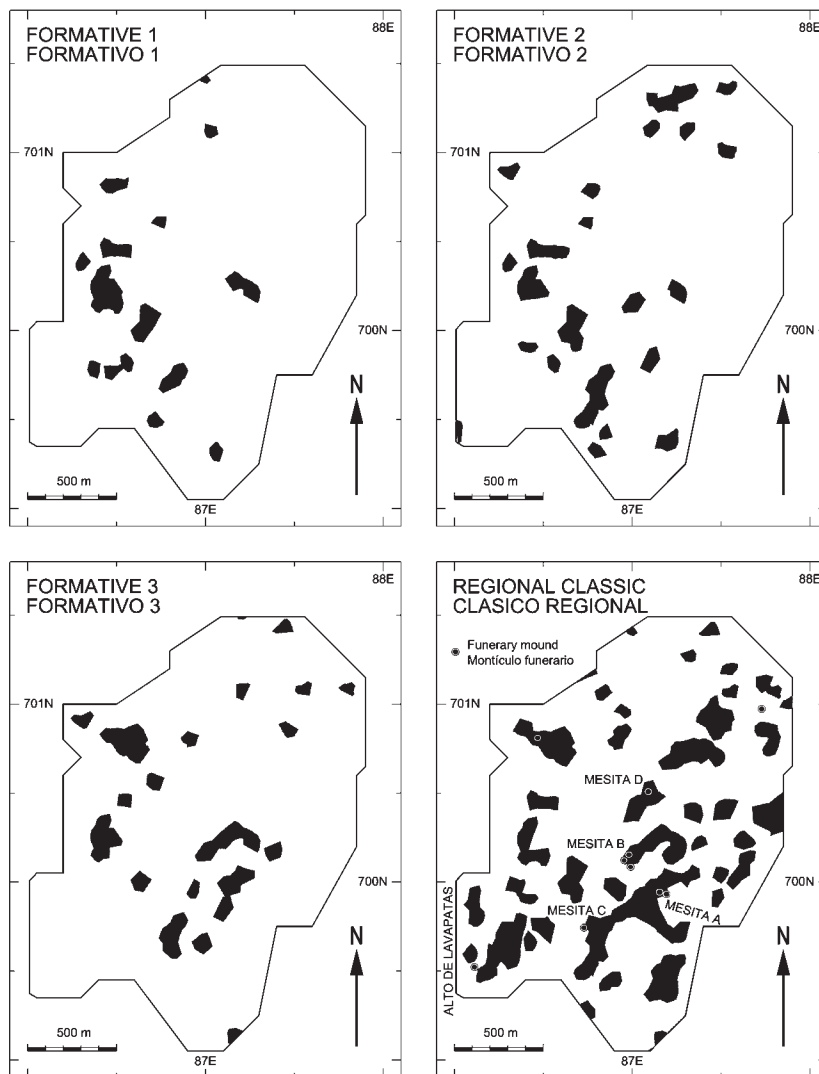 FORMATIVE 1
FORMATIVO 1
88E
701N
700N
N
500 m
87E
FORMATIVE 2
FORMATIVO 2
88E
701N
700N
N
500 m
87E
FORMATIVE 3
FORMATIVO 3
88E
701N
700N
N
500 m
87E
REGIONAL CLASSIC
CLASICO REGIONAL
88E
Funerary mound
Montículo funerario
701N
MESITA D
MESITA B
700N
MESITA C
MESITA A
ALTO DE LAVAPATAS
N
500 m
87E